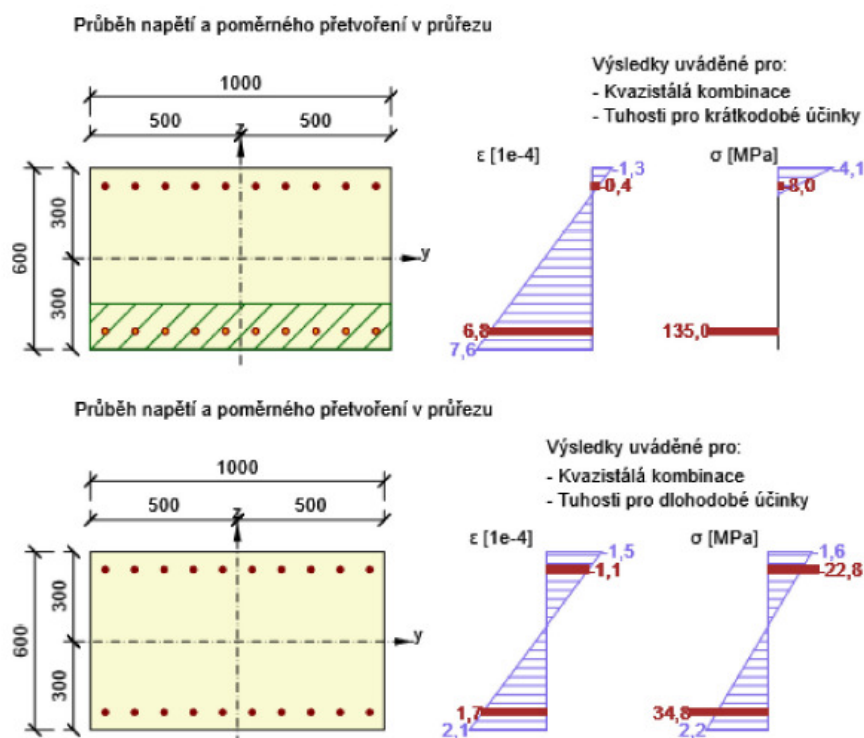 Průběh napětí a poměrného přetvoření v průřezu
Výsledky uváděné pro:
- Kvazistálá kombinace
- Tuhosti pro krátkodobé účinky
1000
500
500
z
ε [1e-4]
σ [MPa]
-1,3
-4,1
-0,4
-8,0
600
300
y
300
6,8
135,0
7,6
Průběh napětí a poměrného přetvoření v průřezu
Výsledky uváděné pro:
- Kvazistálá kombinace
- Tuhosti pro dlohodobé účinky
1000
500
500
z
ε [1e-4]
σ [MPa]
-1,5
-1,6
-1,1
-22,8
600
300
y
300
1,7
34,8
2,1
2,2